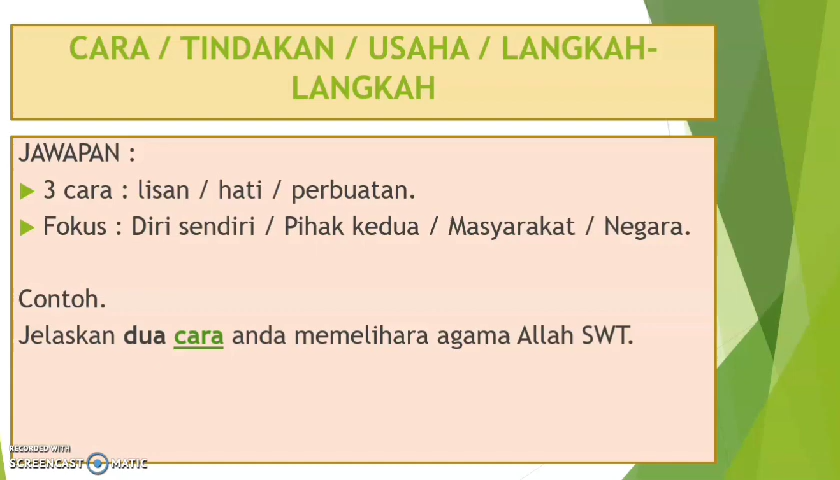 CARA / TINDAKAN / USAHA / LANGKAH-
LANGKAH
JAWAPAN :
3 cara : lisan / hati / perbuatan.
Fokus : Diri sendiri / Pihak kedua / Masyarakat / Negara.
Contoh.
Jelaskan dua cara anda memelihara agama Allah SWT.
RECORDED WITH
SCREENCAST MATIC